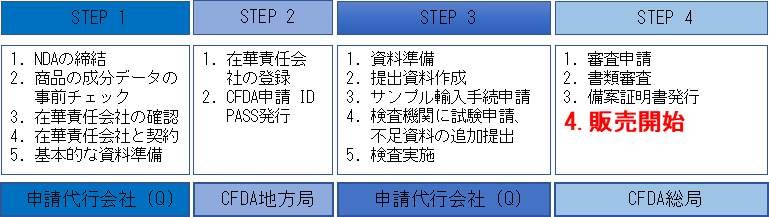 STEP 1
1. NDAの締結
2. 商品の成分データの
事前チェック
3. 在華責任会社の確認
4. 在華責任会社と契約
5. 基本的な資料準備
申請代行会社（Q）
STEP 2
1. 在華責任会
社の登録
2. CFDA申請 ID
PASS発行
CFDA地方局
STEP 3
1. 資料準備
2. 提出資料作成
3. サンプル輸入手続申請
4. 検査機関に試験申請、
不足資料の追加提出
5. 検査実施
申請代行会社（Q）
STEP 4
1. 審査申請
2. 書類審査
3. 備案証明書発行
4. 販売開始
CFDA総局